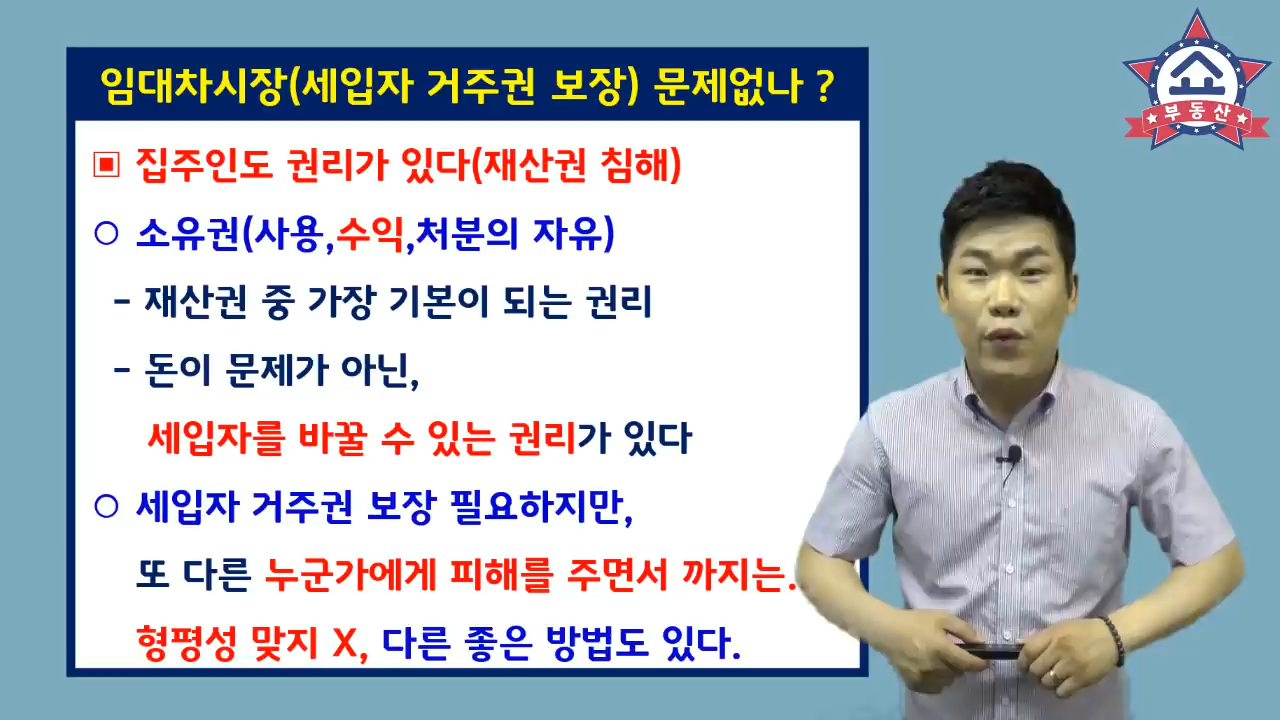 임대차시장(세입자 거주권 보장) 문제없나 ?
▣ 집주인도 권리가 있다(재산권 침해)
○ 소유권(사용,수익,처분의 자유)
- 재산권 중 가장 기본이 되는 권리
- 돈이 문제가 아닌,
세입자를 바꿀 수 있는 권리가 있다
○ 세입자 거주권 보장 필요하지만,
또 다른 누군가에게 피해를 주면서 까지는.
형평성 맞지 X, 다른 좋은 방법도 있다.
부동산